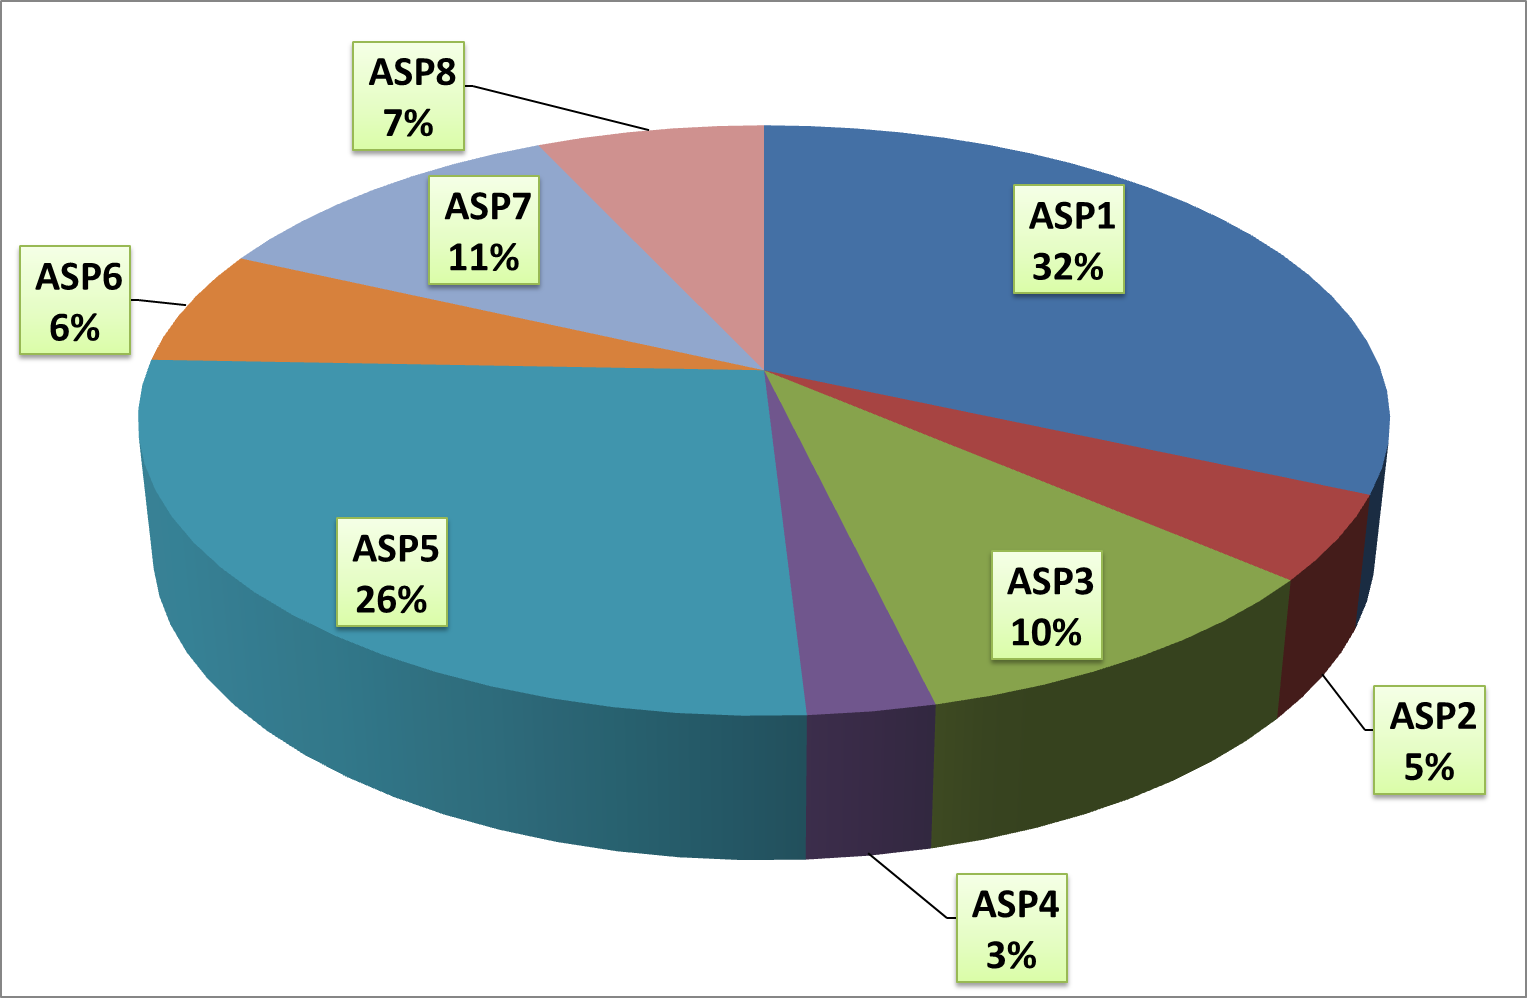 ASP8
7%
ASP7
11%
ASP1
32%
ASP6
6%
ASP5
26%
ASP3
10%
ASP2
5%
ASP4
3%